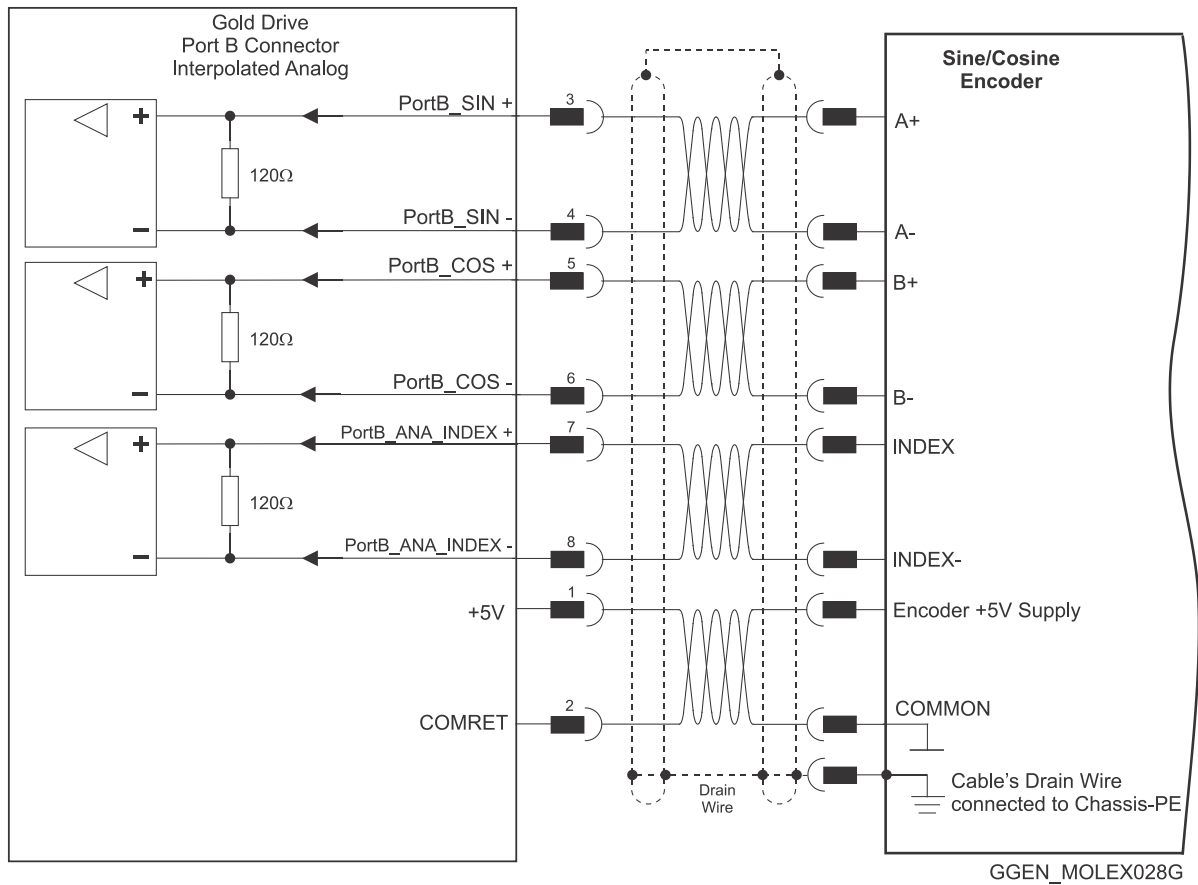 Gold Drive
Port B Connector
Interpolated Analog
Sine/Cosine
Encoder
+
PortB_SIN +
3
A+
120Ω
-
PortB_SIN -
4
A-
+
PortB_COS +
5
B+
120Ω
-
PortB_COS -
6
B-
+
PortB_ANA_INDEX +
7
INDEX
120Ω
-
PortB_ANA_INDEX -
8
INDEX-
+5V
1
Encoder +5V Supply
COMRET
2
COMMON
Drain
Wire
Cable's Drain Wire
connected to Chassis-PE
GGEN_MOLEX028G